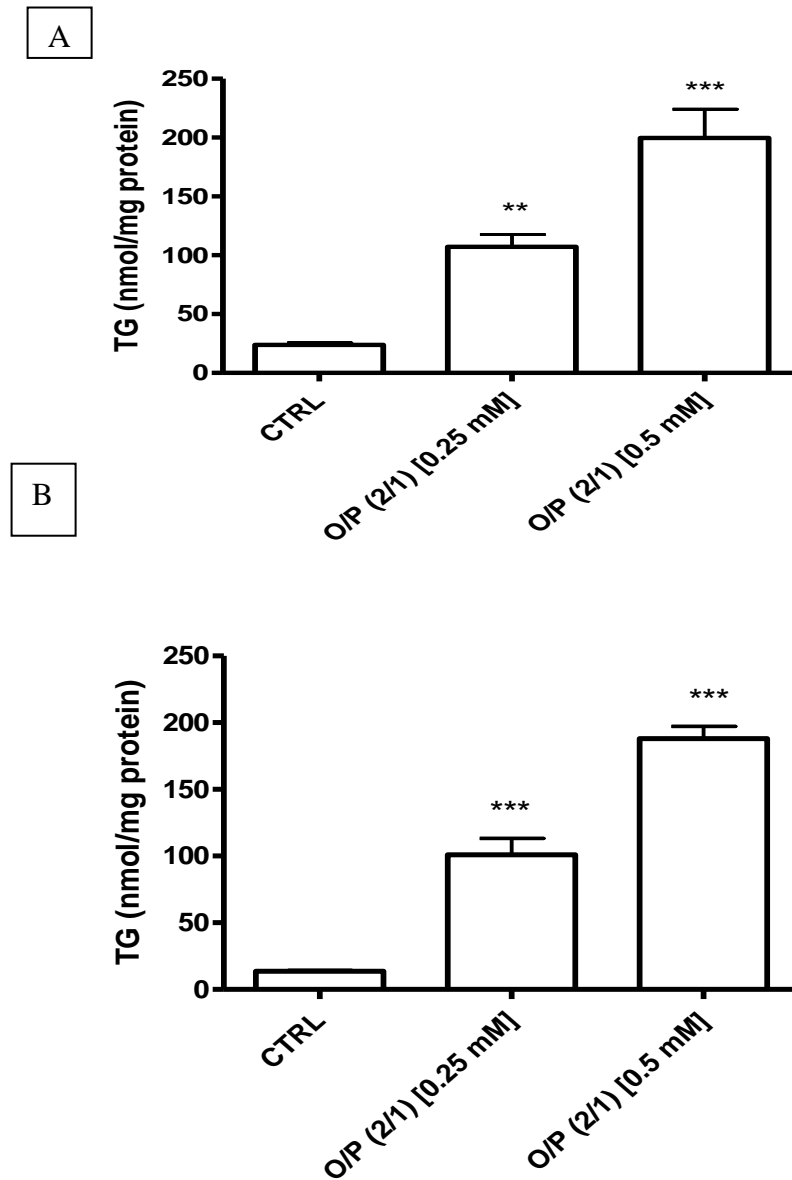 A
250
200
150
100
50
0
TG (nmol/mg protein)
**
***
CTRL
O/P (2/1) [0.25 mM]
O/P (2/1) [0.5 mM]
B
250
200
150
100
50
0
TG (nmol/mg protein)
***
***
CTRL
O/P (2/1) [0.25 mM]
O/P (2/1) [0.5 mM]